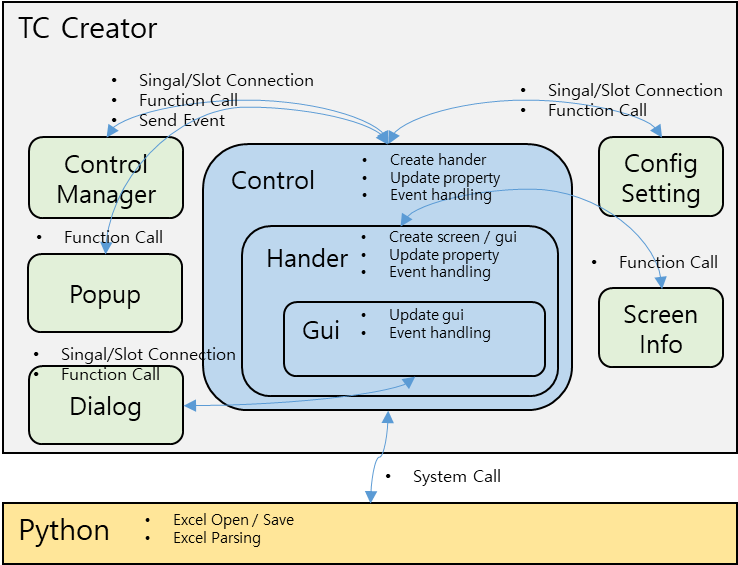 TC Creator
• Singal/Slot Connection
• Function Call
• Send Event
• Singal/Slot Connection
• Function Call
Control
Manager
Control
• Create hander
• Update property
• Event handling
Config
Setting
• Function Call
Popup
Hander
• Create screen / gui
• Update property
• Event handling
• Function Call
Screen
Info
Gui
• Update gui
• Event handling
• Singal/Slot Connection
• Function Call
Dialog
• System Call
Python
• Excel Open / Save
• Excel Parsing